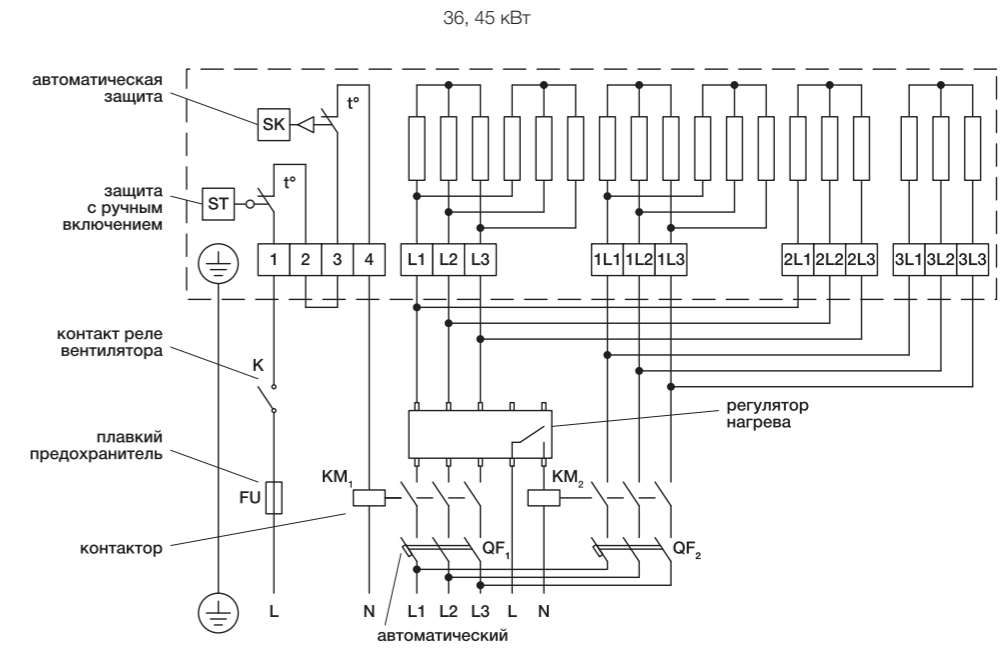 36, 45 кВт
автоматическая
защита
SK
t°
защита
с ручным
включением
ST
t°
1 2 3 4
L1 L2 L3
1L1 1L2 1L3
2L1 2L2 2L3
3L1 3L2 3L3
контакт реле
вентилятора
K
регулятор
нагрева
плавкий
предохранитель
FU
KM1
KM2
контактор
QF1
QF2
L N L1 L2 L3 L N
автоматический